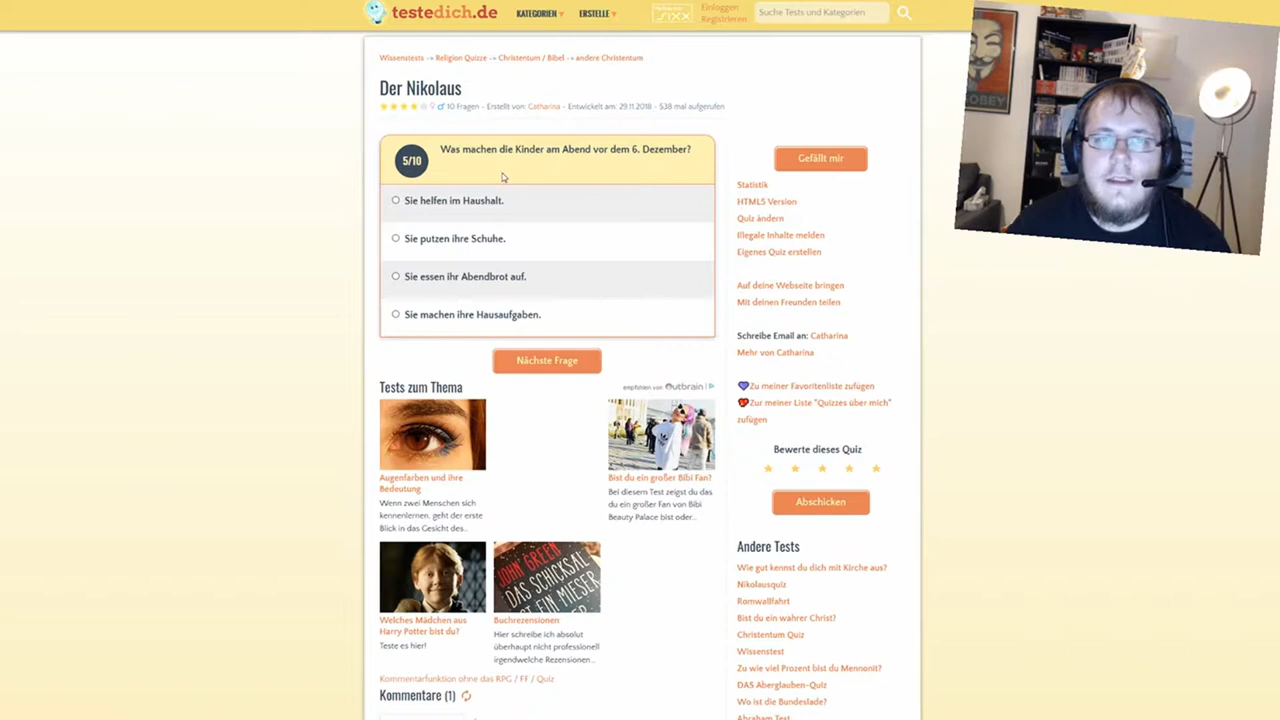 testedich.de
KATEGORIEN
ERSTELLE
sixx
Einloggen
Registrieren
Suche Tests und Kategorien
Wissenstests -> Religion Quizze -> Christentum / Bibel -> andere Christentum
Der Nikolaus
10 Fragen - Erstellt von: Catharina - Entwickelt am: 29.11.2018 - 538 mal aufgerufen
5/10
Was machen die Kinder am Abend vor dem 6. Dezember?
Sie helfen im Haushalt.
Sie putzen ihre Schuhe.
Sie essen ihr Abendbrot auf.
Sie machen ihre Hausaufgaben.
Nächste Frage
Tests zum Thema
empfohlen von Outbrain
Augenfarben und ihre
Bedeutung
Wenn zwei Menschen sich
kennenlernen, geht der erste
Blick in das Gesicht des..
Bist du ein großer Bibi Fan?
Bei diesem Test zeigst du das
du ein großer Fan von Bibi
Beauty Palace bist oder...
JOHN GREEN
DAS SCHICKSAL
IST EIN MIESER
Welches Mädchen aus
Harry Potter bist du?
Teste es hier!
Buchrezensionen
Hier schreibe ich absolut
überhaupt nicht professionell
irgendwelche Rezensionen...
Kommentarfunktion ohne das RPG / FF / Quiz
Kommentare (1)
Gefällt mir
Statistik
HTML5 Version
Quiz ändern
Illegale Inhalte melden
Eigenes Quiz erstellen
Auf deine Webseite bringen
Mit deinen Freunden teilen
Schreibe Email an: Catharina
Mehr von Catharina
Zu meiner Favoritenliste zufügen
Zur meiner Liste "Quizzes über mich"
zufügen
Bewerte dieses Quiz
Abschicken
Andere Tests
Wie gut kennst du dich mit Kirche aus?
Nikolausquiz
Romwallfahrt
Bist du ein wahrer Christ?
Christentum Quiz
Wissenstest
Zu wie viel Prozent bist du Mennonit?
DAS Aberglauben-Quiz
Wo ist die Bundeslade?
Abraham Test
OBEY